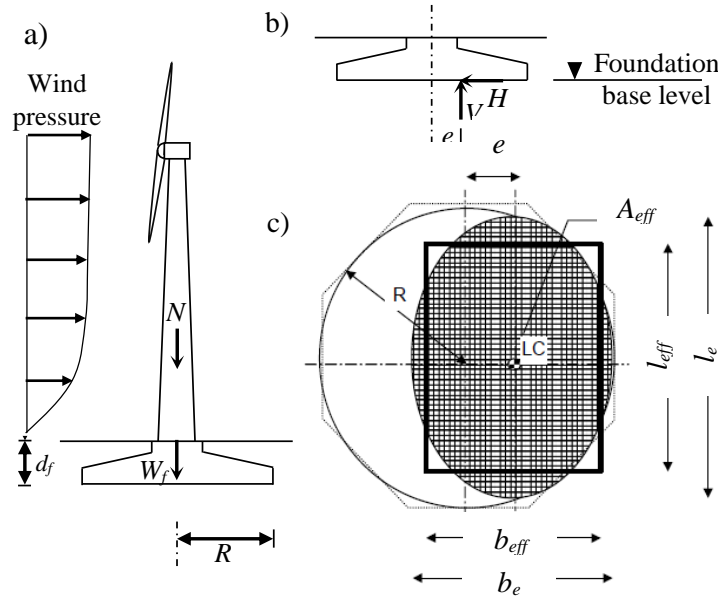 a)
Wind
pressure
N
d_f
W_f
R
b)
Foundation
base level
H
V
e
e
c)
A_eff
R
LC
l_eff
l_e
b_eff
b_e